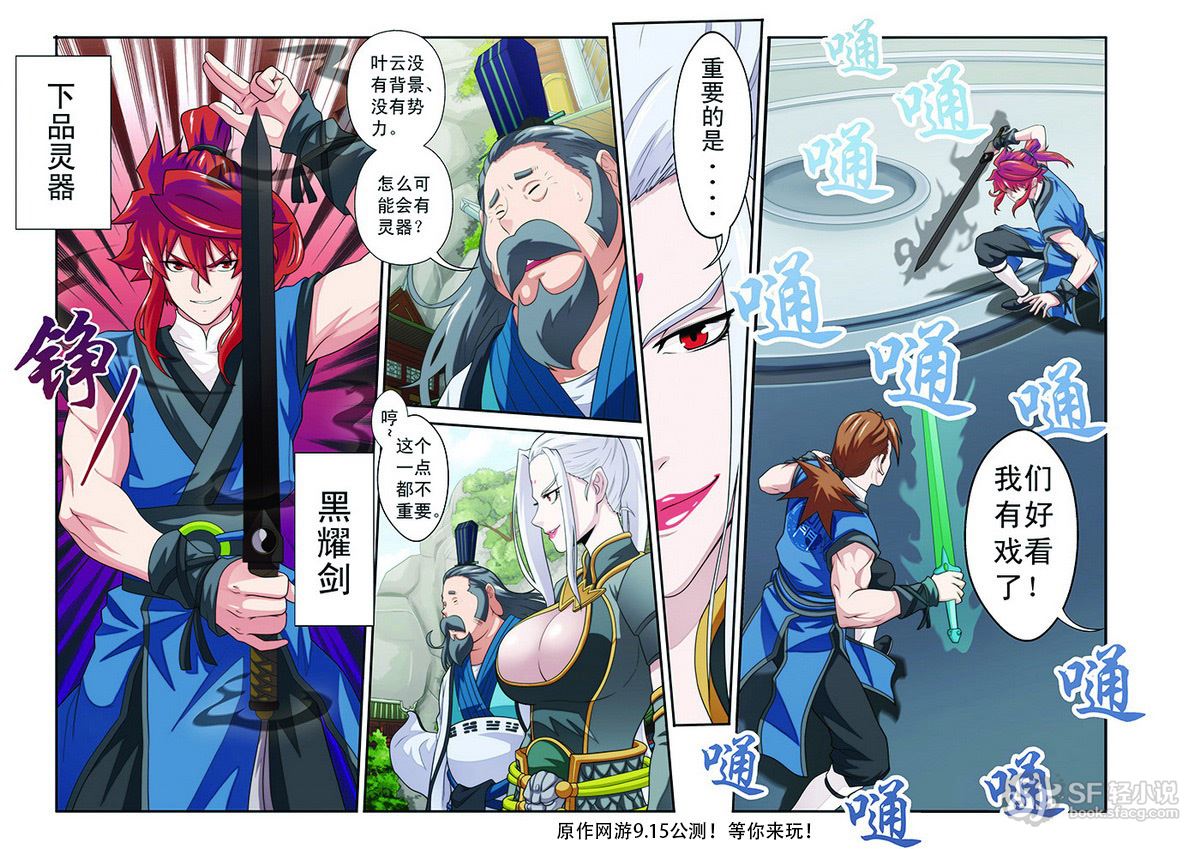 下品灵器
铮
黑耀剑
叶云没
有背景、
没有势
力。
怎么可
能会有
灵器？
哼~
这个
一点
都不
重要。
重要的是
·····
嗵
嗵
嗵
嗵
嗵
嗵
我们
有好
戏看
了！
嗵
嗵
嗵
嗵
原作网游9.15公测！等你来玩！
SF轻小说
book.sfacg.com